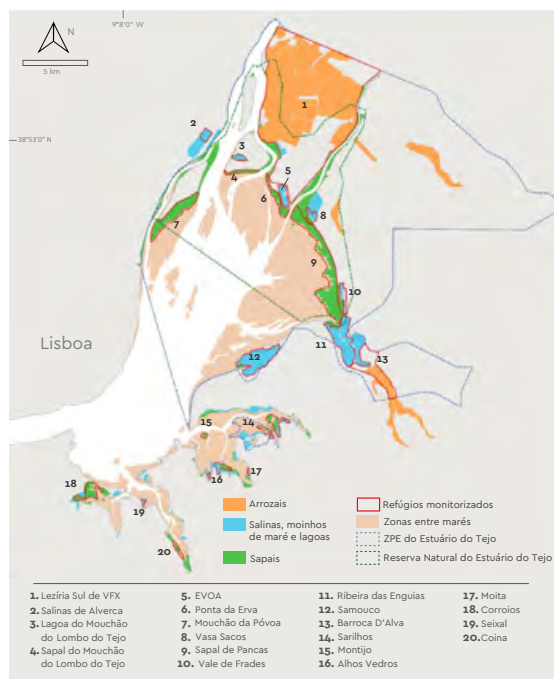 9°8'0" W
N
5 km
38°53'0" N
1
2
3
4
5
6
7
8
9
10
11
12
13
Lisboa
14
15
16
17
18
19
20
Arrozais
Salinas, moinhos
de maré e lagoas
Sapais
Refúgios monitorizados
Zonas entre marés
ZPE do Estuário do Tejo
Reserva Natural do Estuário do Tejo
1. Lezíria Sul de VFX
2. Salinas de Alverca
3. Lagoa do Mouchão
do Lombo do Tejo
4. Sapal do Mouchão
do Lombo do Tejo
5. EVOA
6. Ponta da Erva
7. Mouchão da Póvoa
8. Vasa Sacos
9. Sapal de Pancas
10. Vale de Frades
11. Ribeira das Enguias
12. Samouco
13. Barroca D'Alva
14. Sarilhos
15. Montijo
16. Alhos Vedros
17. Moita
18. Corroios
19. Seixal
20. Coina